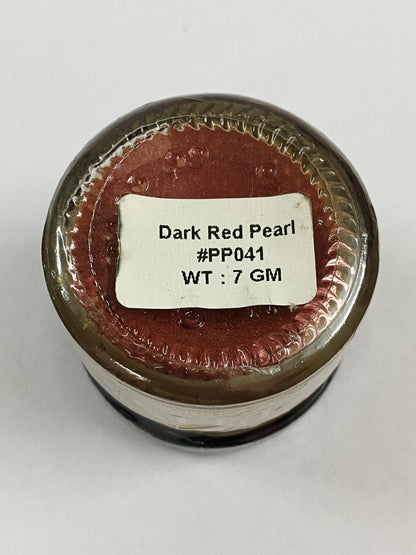 Dark Red Pearl
#PP041
WT : 7 GM